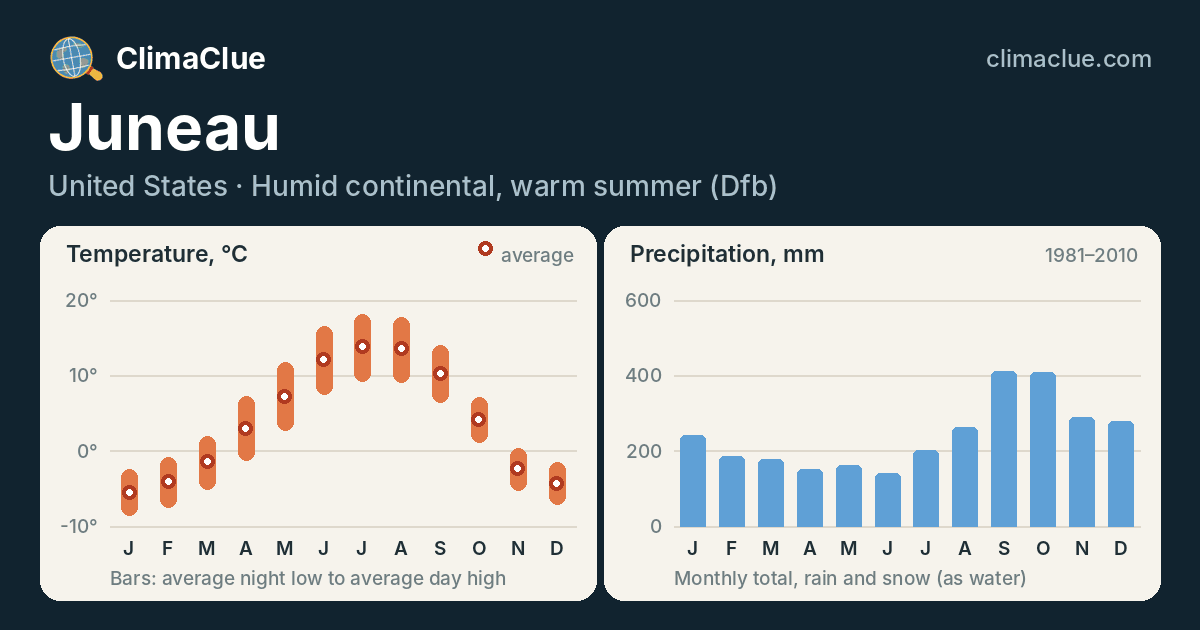 ClimaClue
climaclue.com
Juneau
United States · Humid continental, warm summer (Dfb)
Temperature, °C
average
20°
10°
0°
-10°
J F M A M J J A S O N D
Bars: average night low to average day high
Precipitation, mm
1981–2010
600
400
200
0
J F M A M J J A S O N D
Monthly total, rain and snow (as water)